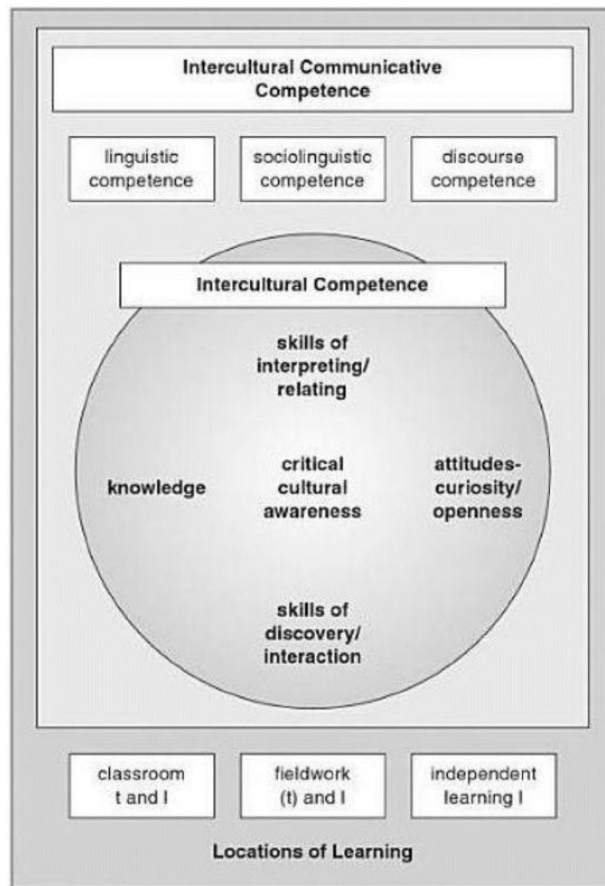 Intercultural Communicative
Competence
linguistic
competence
sociolinguistic
competence
discourse
competence
Intercultural Competence
skills of
interpreting/
relating
knowledge
critical
cultural
awareness
attitudes-
curiosity/
openness
skills of
discovery/
interaction
classroom
t and l
fieldwork
(t) and l
independent
learning l
Locations of Learning